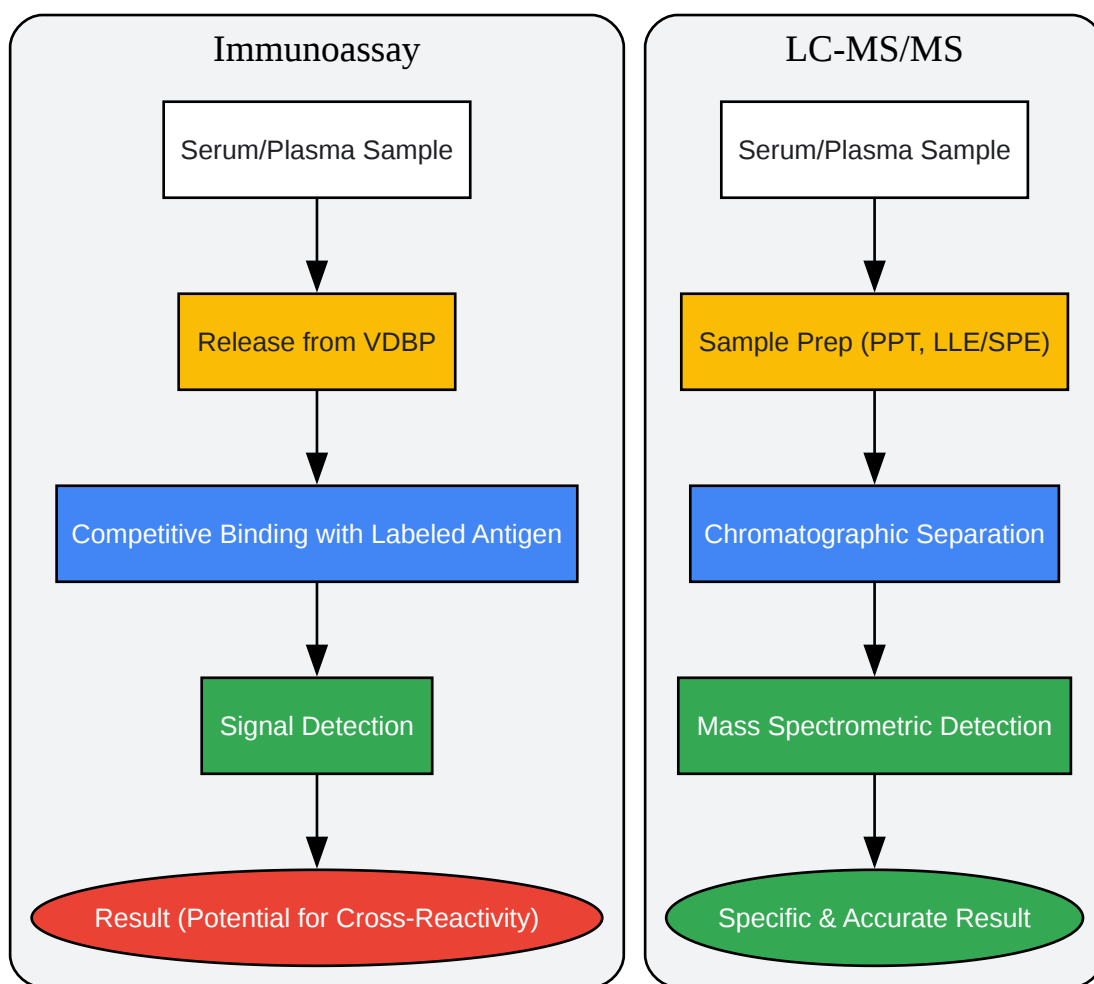 Immunoassay
Serum/Plasma Sample
Release from VDBP
Competitive Binding with Labeled Antigen
Signal Detection
Result (Potential for Cross-Reactivity)
LC-MS/MS
Serum/Plasma Sample
Sample Prep (PPT, LLE/SPE)
Chromatographic Separation
Mass Spectrometric Detection
Specific & Accurate Result